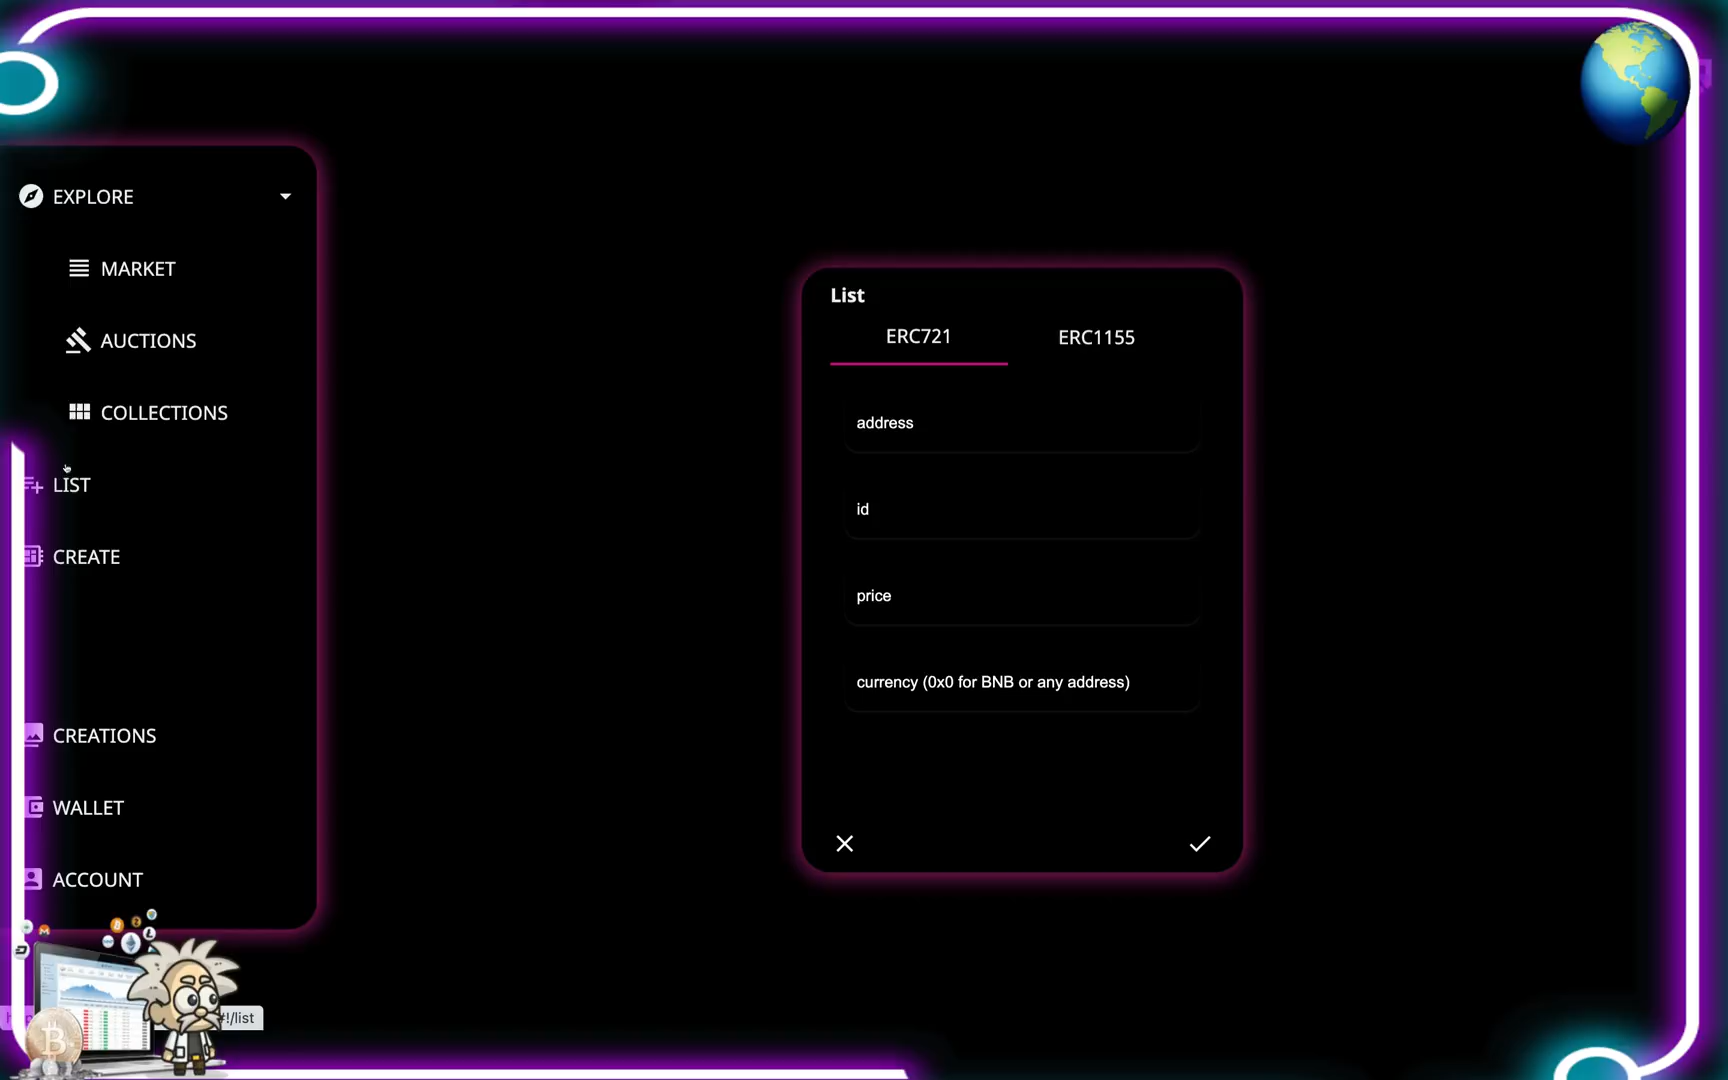 EXPLORE
MARKET
AUCTIONS
COLLECTIONS
LIST
CREATE
CREATIONS
WALLET
ACCOUNT
List
ERC721
ERC1155
address
id
price
currency (0x0 for BNB or any address)
#!/list